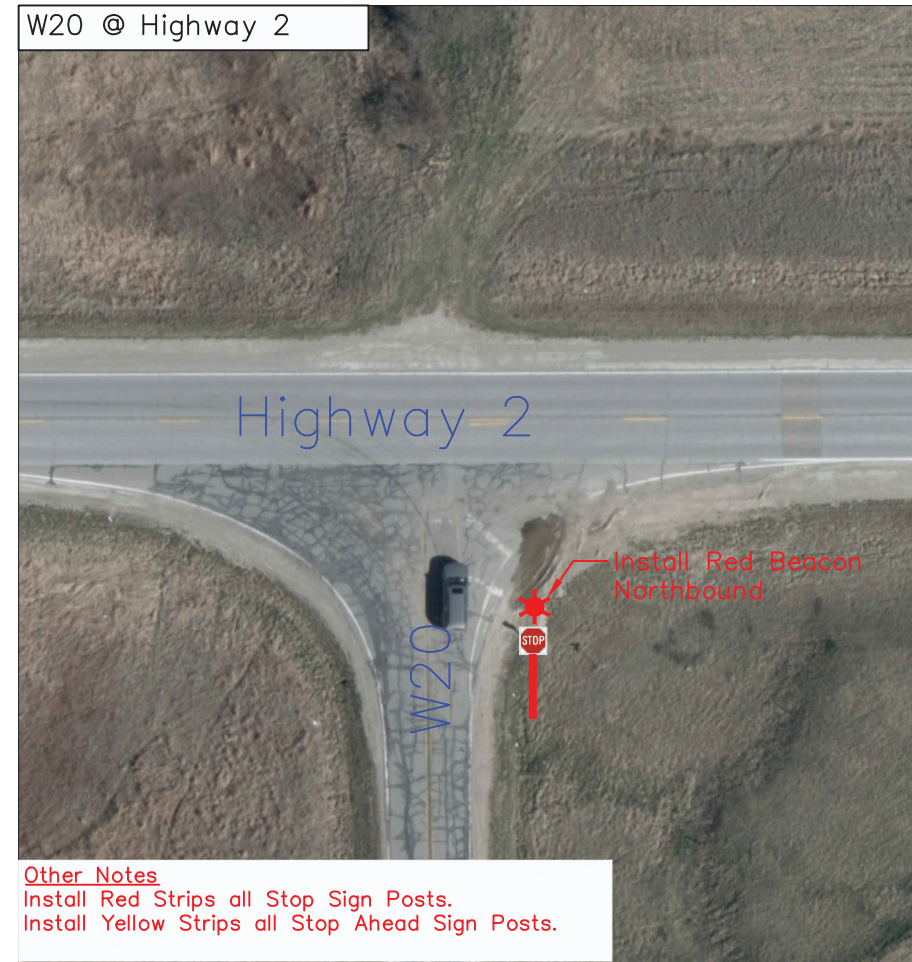 W20 @ Highway 2
Highway 2
Install Red Beacon
Northbound
STOP
W20
Other Notes
Install Red Strips all Stop Sign Posts.
Install Yellow Strips all Stop Ahead Sign Posts.